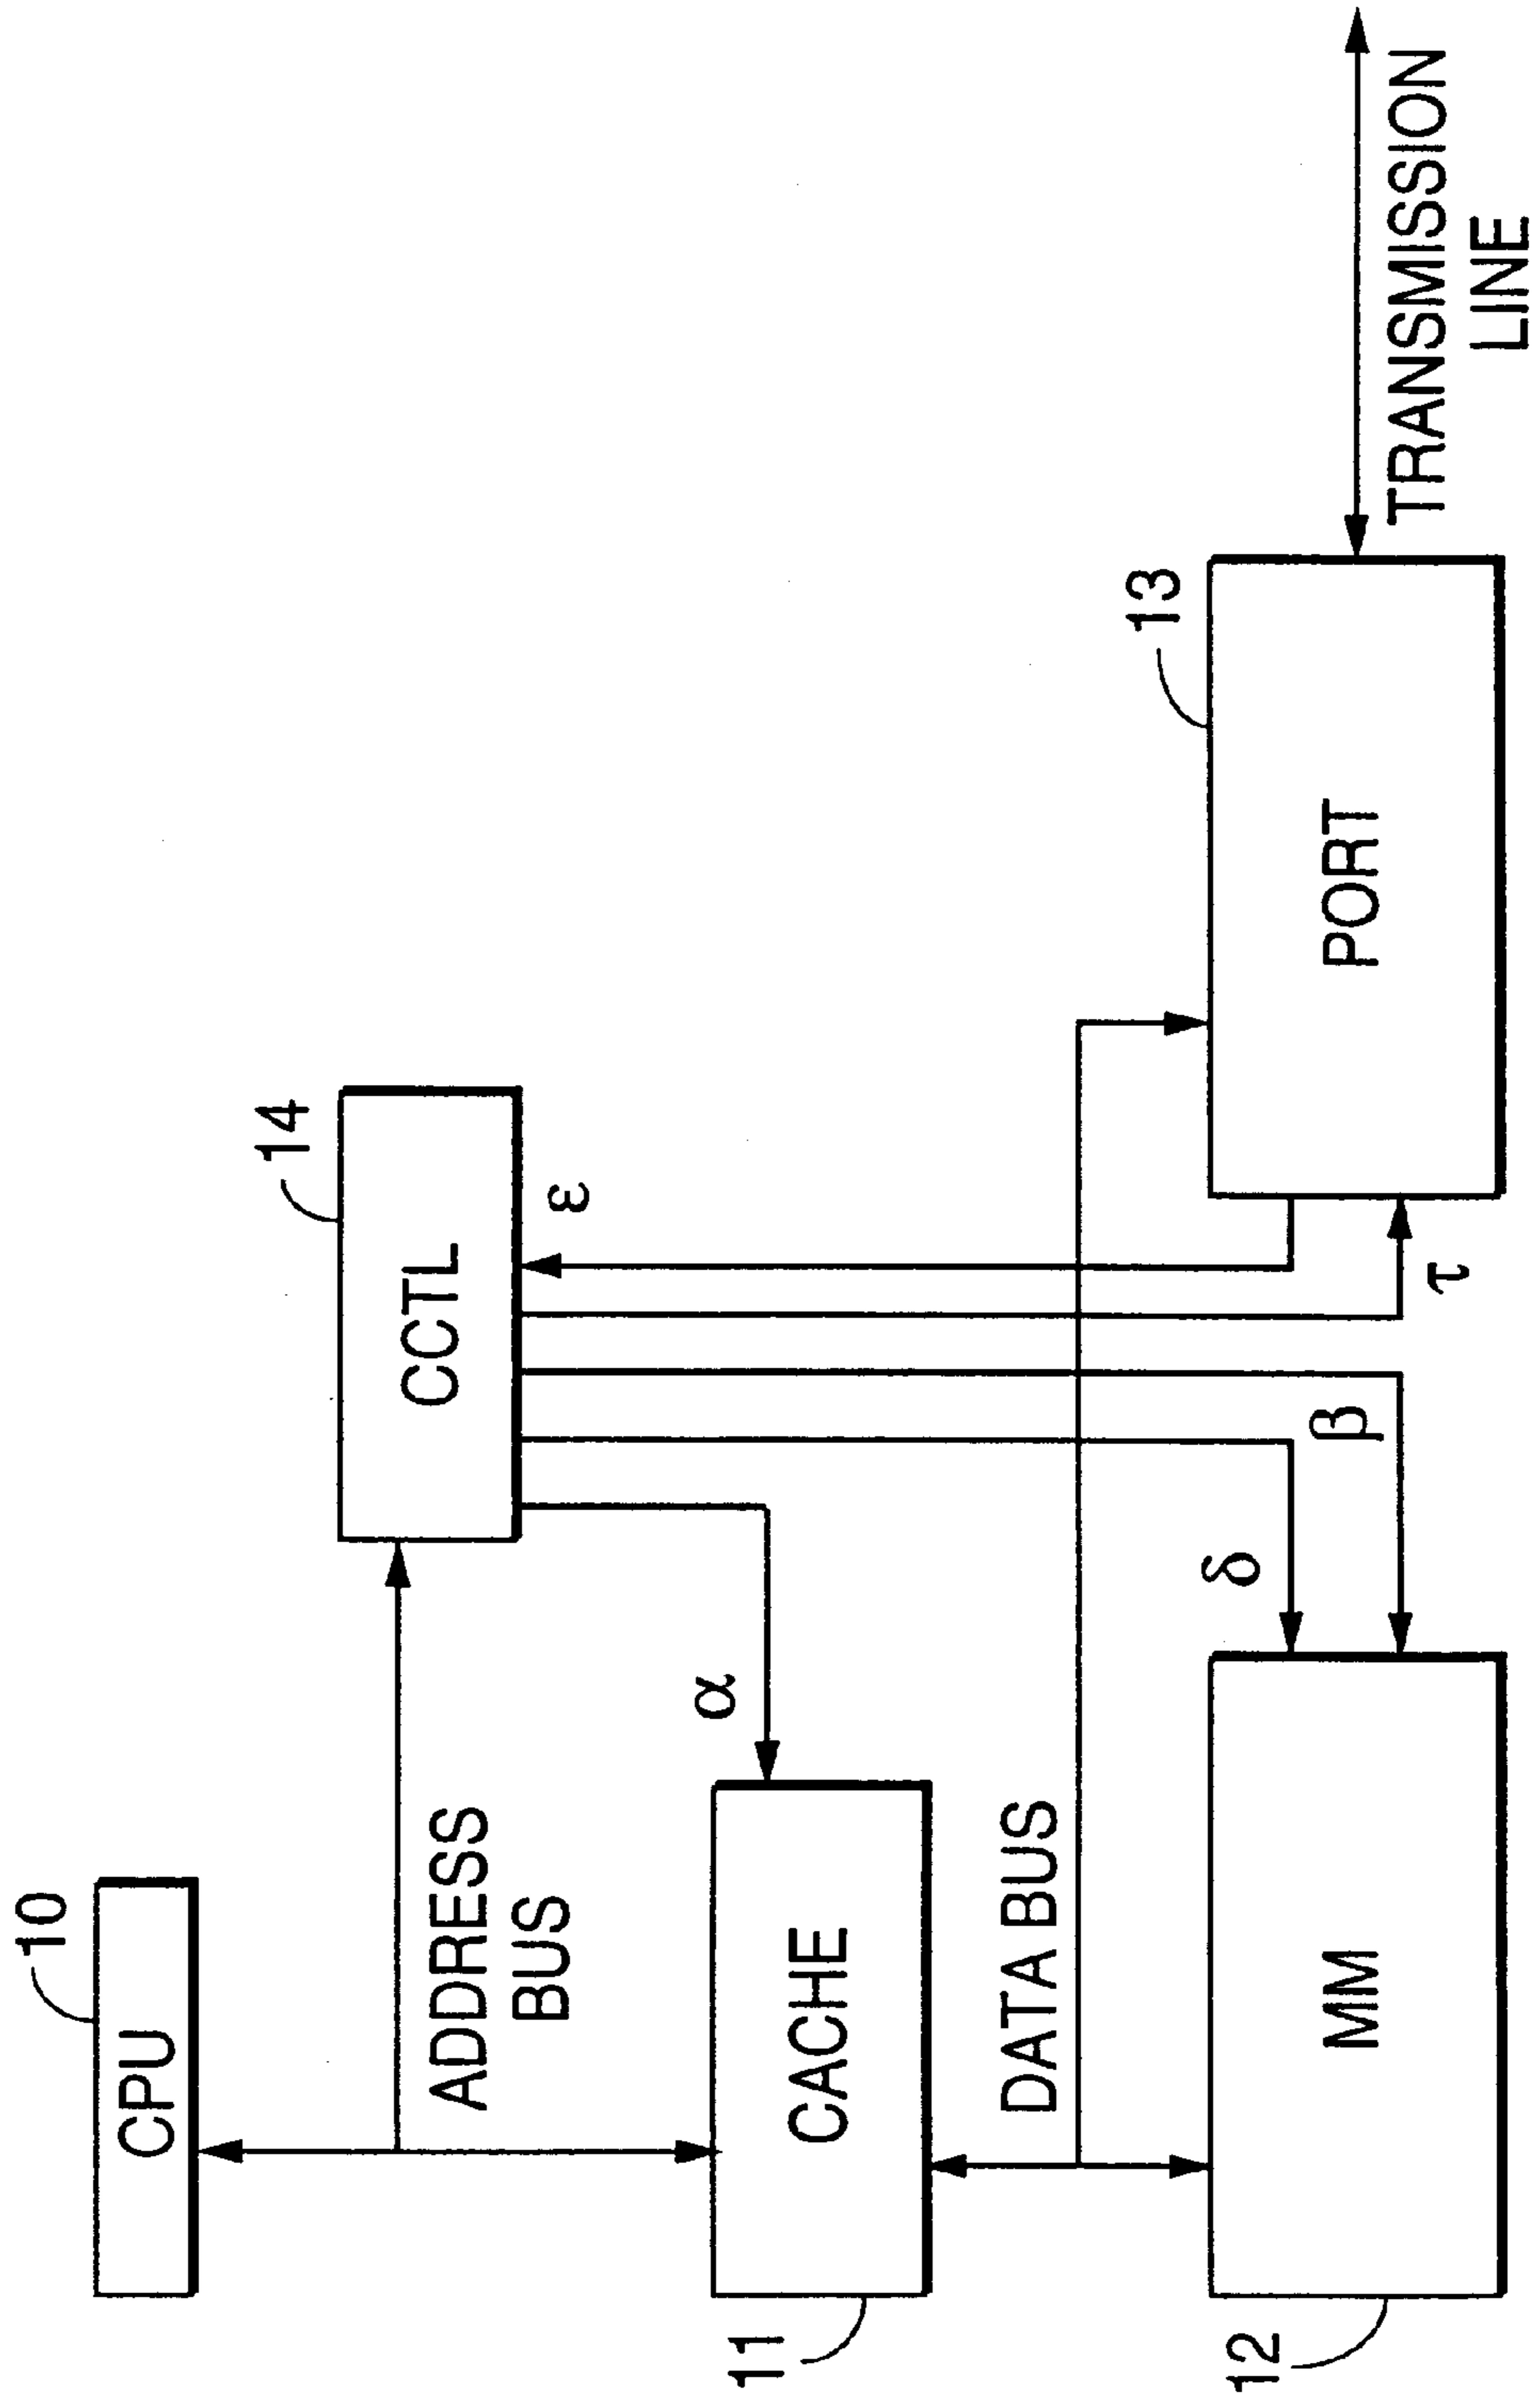 10
CPU
14
CCTL
ε
ADDRESS
BUS
α
11
CACHE
DATA BUS
δ
β
τ
13
PORT
TRANSMISSION
LINE
12
MM